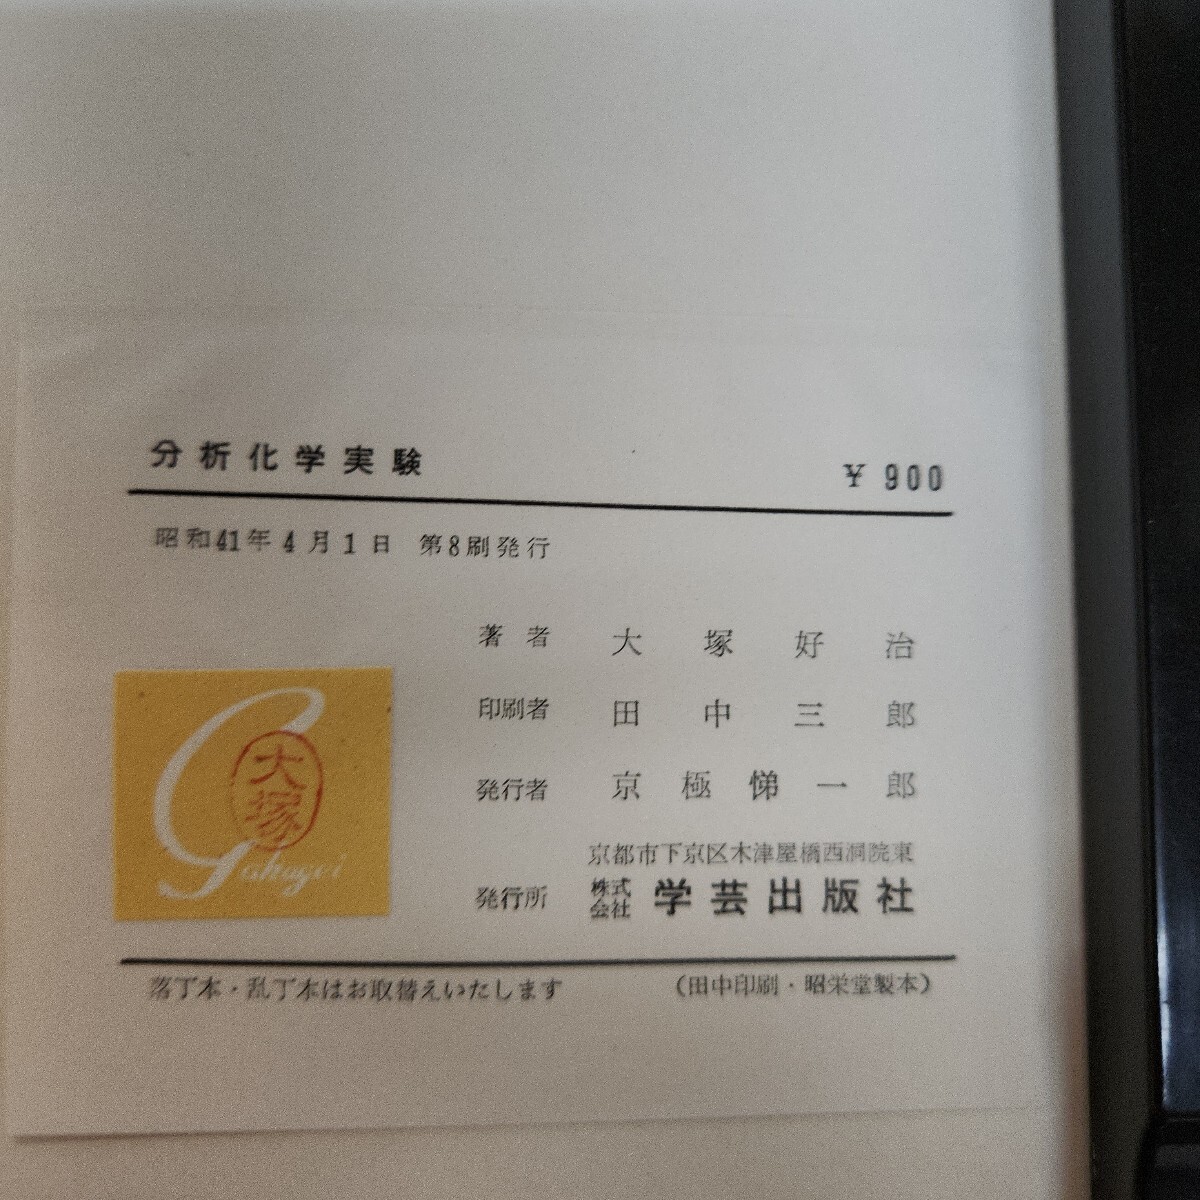 分析化学実験 ¥ 900
昭和41年4月1日 第8刷発行
著者 大塚好治
印刷者 田中三郎
発行者 京極悌一郎
京都市下京区木津屋橋西洞院東
発行所 株式会社 学芸出版社
大塚
Gakugei
落丁本・乱丁本はお取替えいたします (田中印刷・昭栄堂製本)